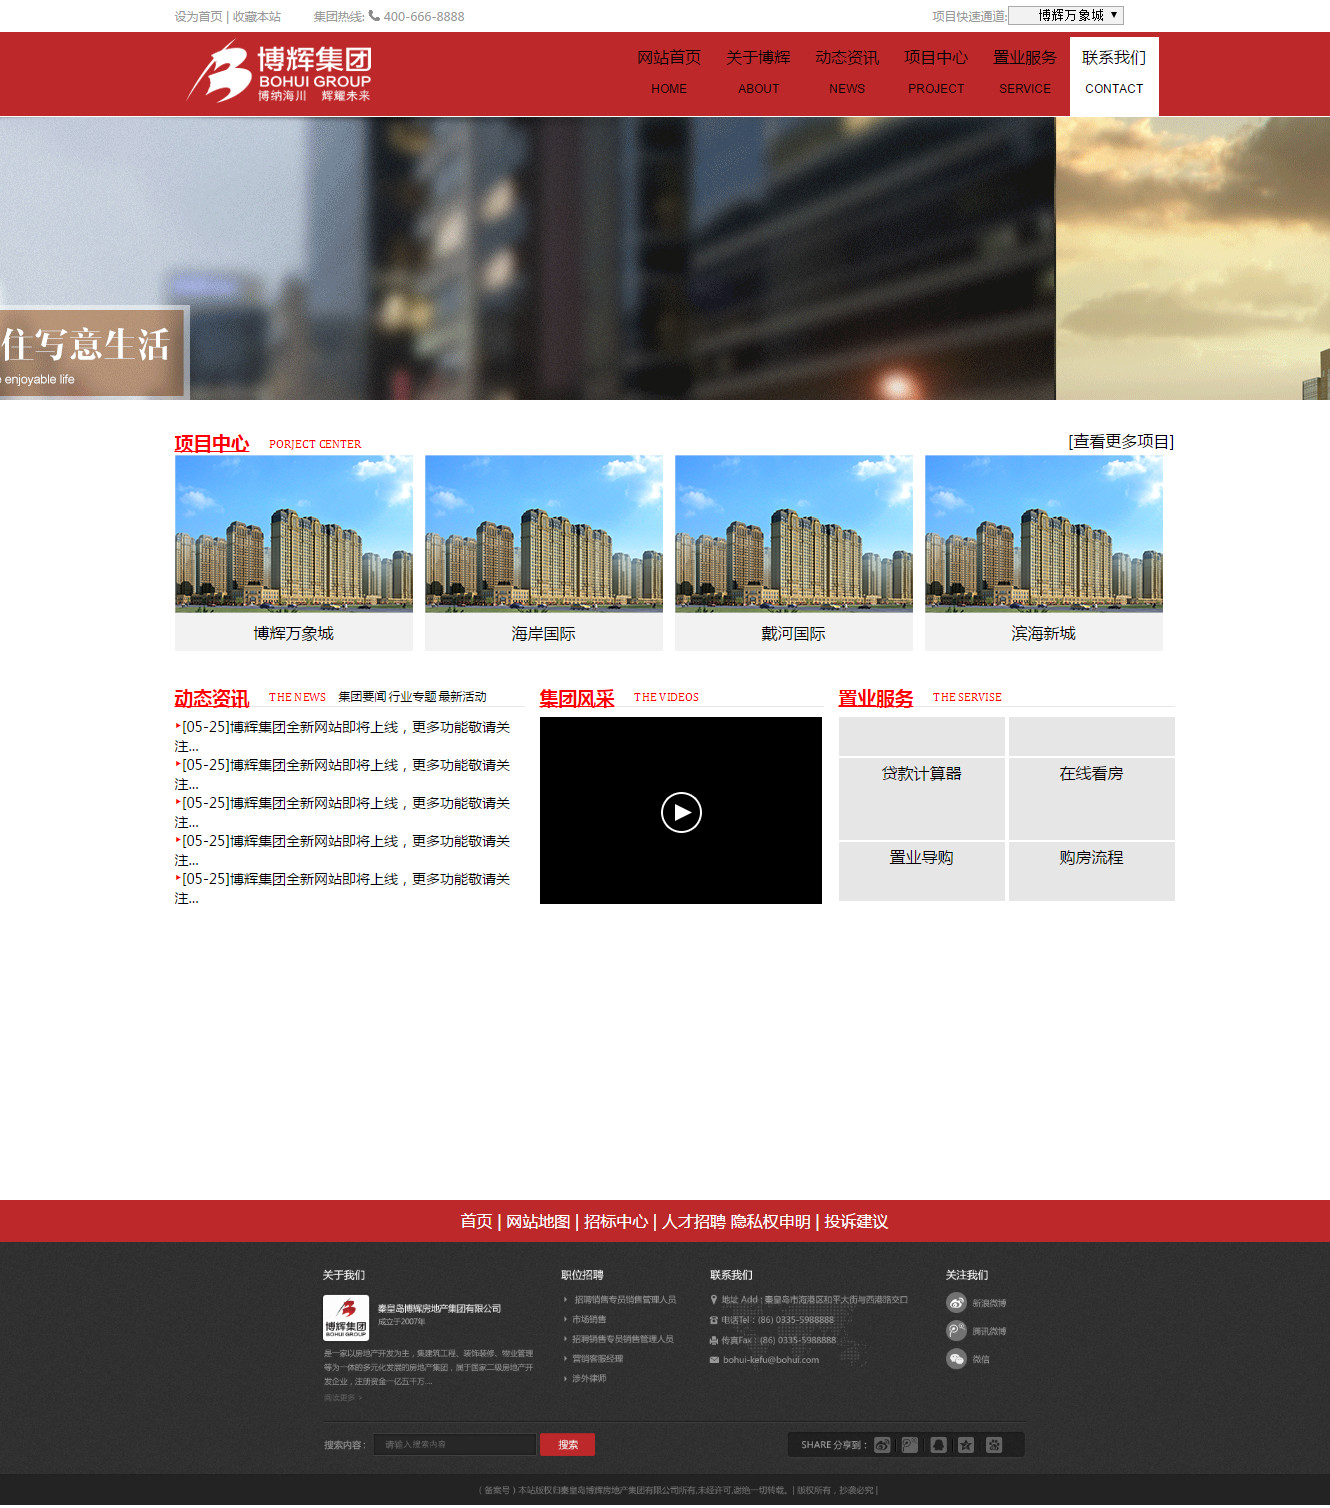 设为首页 | 收藏本站 集团热线: 400-666-8888 项目快速通道: 博辉万象城
博辉集团
BOHUI GROUP
博纳海川 辉耀未来
网站首页 关于博辉 动态资讯 项目中心 置业服务 联系我们
HOME ABOUT NEWS PROJECT SERVICE CONTACT
住写意生活
enjoyable life
项目中心 PORJECT CENTER [查看更多项目]
博辉万象城 海岸国际 戴河国际 滨海新城
动态资讯 THE NEWS 集团要闻 行业专题 最新活动
[05-25]博辉集团全新网站即将上线，更多功能敬请关
注...
[05-25]博辉集团全新网站即将上线，更多功能敬请关
注...
[05-25]博辉集团全新网站即将上线，更多功能敬请关
注...
[05-25]博辉集团全新网站即将上线，更多功能敬请关
注...
[05-25]博辉集团全新网站即将上线，更多功能敬请关
注...
集团风采 THE VIDEOS
置业服务 THE SERVISE
贷款计算器 在线看房
置业导购 购房流程
首页 | 网站地图 | 招标中心 | 人才招聘 隐私权申明 | 投诉建议
关于我们
博辉集团
BOHUI GROUP
秦皇岛博辉房地产集团有限公司
成立于2007年
是一家以房地产开发为主，集建筑工程、装饰装修、物业管理
等为一体的多元化发展的房地产集团，属于国家二级房地产开
发企业，注册资金一亿五千万....
阅读更多 >
职位招聘
招聘销售专员销售管理人员
市场销售
招聘销售专员销售管理人员
营销客服经理
涉外律师
联系我们
地址 Add : 秦皇岛市海港区和平大街与西港路交口
电话Tel : (86) 0335-5988888
传真Fax : (86) 0335-5988888
bohui-kefu@bohui.com
关注我们
新浪微博
腾讯微博
微信
搜索内容 : 请输入搜索内容 搜索 SHARE 分享到 :
( 备案号 ) 本站版权归秦皇岛博辉房地产集团有限公司所有,未经许可,谢绝一切转载。| 版权所有，抄袭必究 |